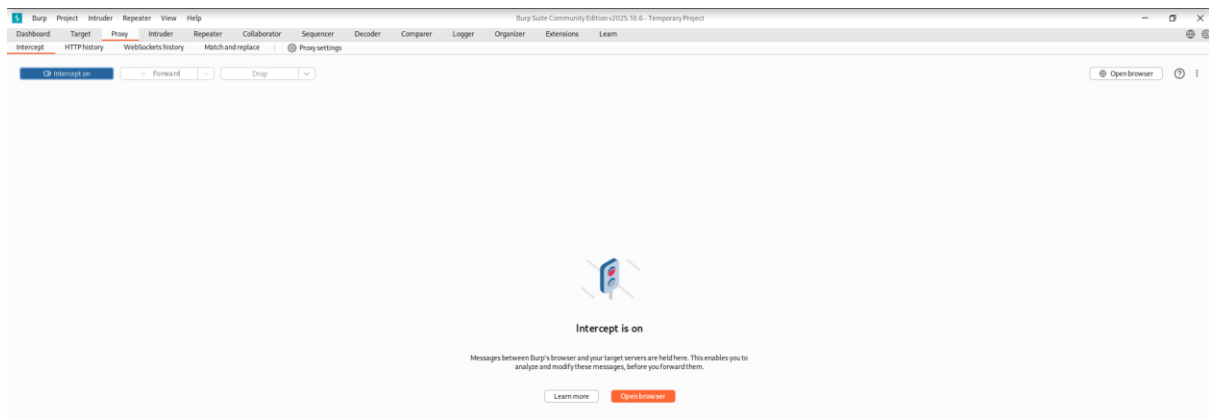 Burp Project Intruder Repeater View Help Burp Suite Community Edition v2025.10.6 - Temporary Project
Dashboard Target Proxy Intruder Repeater Collaborator Sequencer Decoder Comparer Logger Organizer Extensions Learn
Intercept HTTP history WebSockets history Match and replace Proxy settings
Intercept on Forward Drop Open browser
Intercept is on
Messages between Burp's browser and your target servers are held here. This enables you to
analyze and modify these messages, before you forward them.
Learn more Open browser